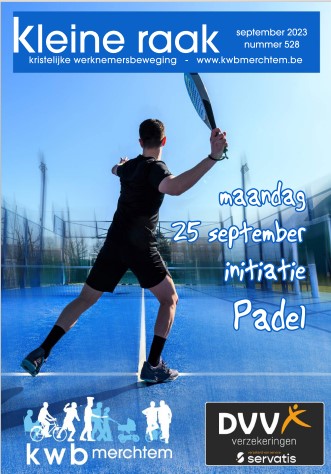 kleine raak
september 2023
nummer 528
kristelijke werknemersbeweging - www.kwbmerchtem.be
maandag
25 september
initiatie
Padel
kwb merchtem
DVV
verzekeringen
servatis